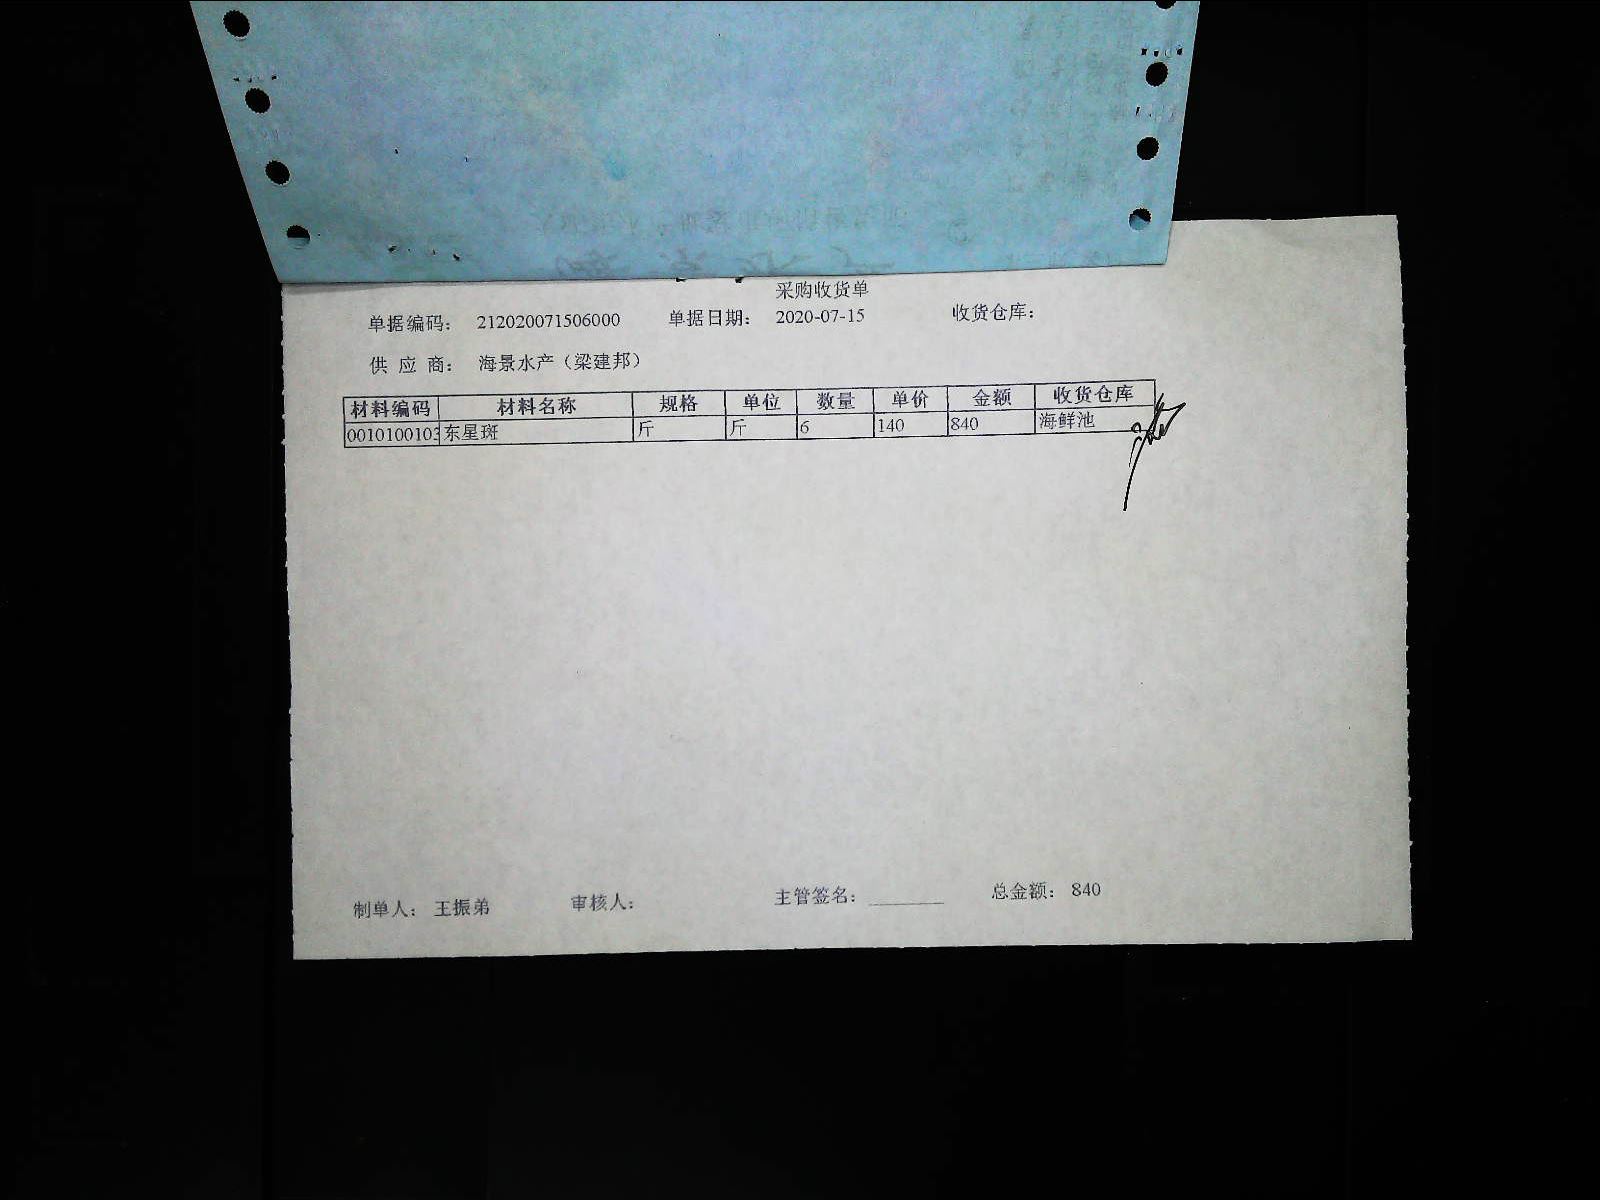 采购收货单
单据编码： 212020071506000 单据日期： 2020-07-15 收货仓库：
供 应 商： 海景水产（梁建邦）
材料编码 材料名称 规格 单位 数量 单价 金额 收货仓库
0010100103 东星斑 斤 斤 6 140 840 海鲜池
制单人： 王振弟 审核人： 主管签名： 总金额： 840